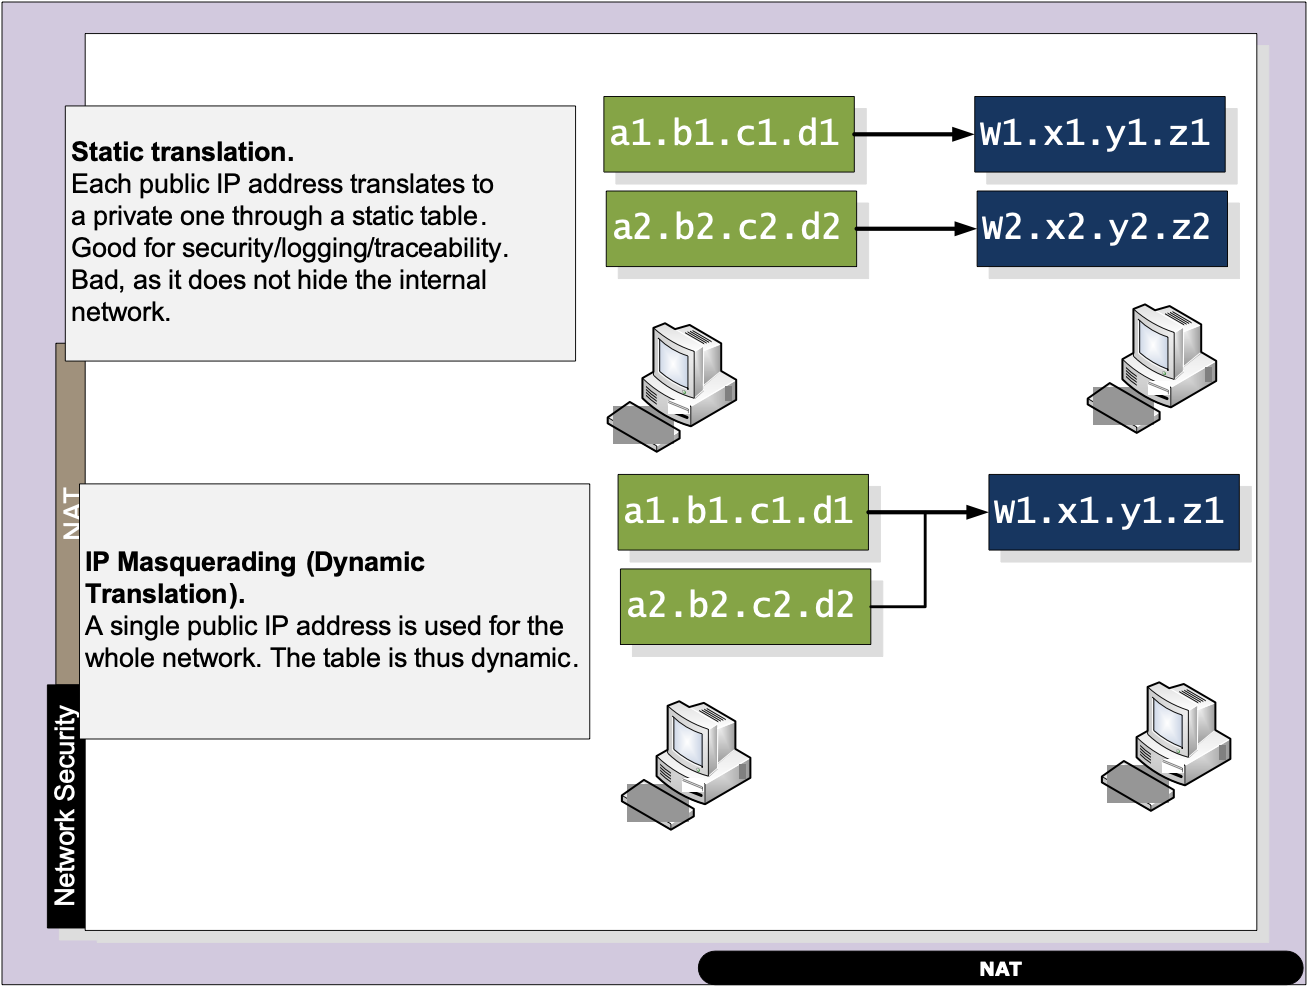 Static translation.
Each public IP address translates to
a private one through a static table.
Good for security/logging/traceability.
Bad, as it does not hide the internal
network.
a1.b1.c1.d1
w1.x1.y1.z1
a2.b2.c2.d2
w2.x2.y2.z2
IP Masquerading (Dynamic
Translation).
A single public IP address is used for the
whole network. The table is thus dynamic.
a1.b1.c1.d1
w1.x1.y1.z1
a2.b2.c2.d2
NAT
Network Security
NAT